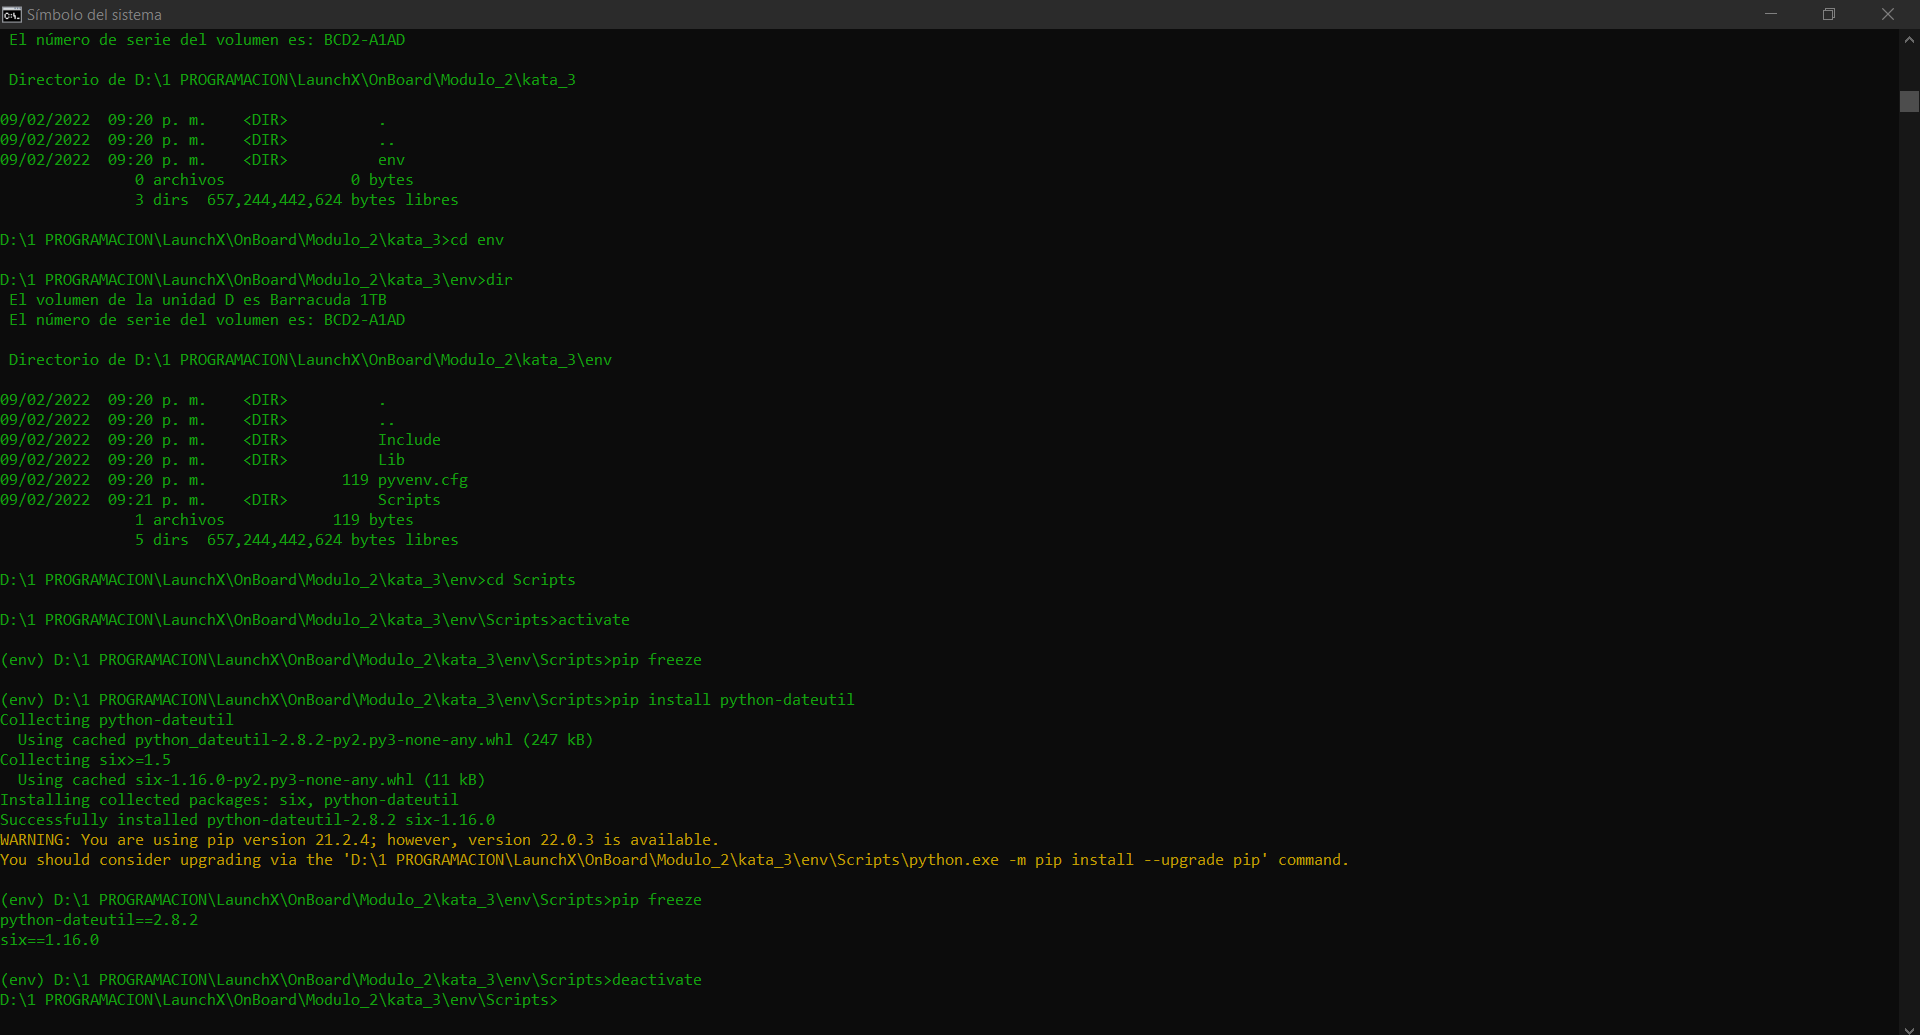 Símbolo del sistema
 El número de serie del volumen es: BCD2-A1AD
 Directorio de D:\1 PROGRAMACION\LaunchX\OnBoard\Modulo_2\kata_3
09/02/2022  09:20 p. m.    <DIR>          .
09/02/2022  09:20 p. m.    <DIR>          ..
09/02/2022  09:20 p. m.    <DIR>          env
               0 archivos              0 bytes
               3 dirs  657,244,442,624 bytes libres
D:\1 PROGRAMACION\LaunchX\OnBoard\Modulo_2\kata_3>cd env
D:\1 PROGRAMACION\LaunchX\OnBoard\Modulo_2\kata_3\env>dir
 El volumen de la unidad D es Barracuda 1TB
 El número de serie del volumen es: BCD2-A1AD
 Directorio de D:\1 PROGRAMACION\LaunchX\OnBoard\Modulo_2\kata_3\env
09/02/2022  09:20 p. m.    <DIR>          .
09/02/2022  09:20 p. m.    <DIR>          ..
09/02/2022  09:20 p. m.    <DIR>          Include
09/02/2022  09:20 p. m.    <DIR>          Lib
09/02/2022  09:20 p. m.               119 pyvenv.cfg
09/02/2022  09:21 p. m.    <DIR>          Scripts
               1 archivos            119 bytes
               5 dirs  657,244,442,624 bytes libres
D:\1 PROGRAMACION\LaunchX\OnBoard\Modulo_2\kata_3\env>cd Scripts
D:\1 PROGRAMACION\LaunchX\OnBoard\Modulo_2\kata_3\env\Scripts>activate
(env) D:\1 PROGRAMACION\LaunchX\OnBoard\Modulo_2\kata_3\env\Scripts>pip freeze
(env) D:\1 PROGRAMACION\LaunchX\OnBoard\Modulo_2\kata_3\env\Scripts>pip install python-dateutil
Collecting python-dateutil
  Using cached python_dateutil-2.8.2-py2.py3-none-any.whl (247 kB)
Collecting six>=1.5
  Using cached six-1.16.0-py2.py3-none-any.whl (11 kB)
Installing collected packages: six, python-dateutil
Successfully installed python-dateutil-2.8.2 six-1.16.0
WARNING: You are using pip version 21.2.4; however, version 22.0.3 is available.
You should consider upgrading via the 'D:\1 PROGRAMACION\LaunchX\OnBoard\Modulo_2\kata_3\env\Scripts\python.exe -m pip install --upgrade pip' command.
(env) D:\1 PROGRAMACION\LaunchX\OnBoard\Modulo_2\kata_3\env\Scripts>pip freeze
python-dateutil==2.8.2
six==1.16.0
(env) D:\1 PROGRAMACION\LaunchX\OnBoard\Modulo_2\kata_3\env\Scripts>deactivate
D:\1 PROGRAMACION\LaunchX\OnBoard\Modulo_2\kata_3\env\Scripts>